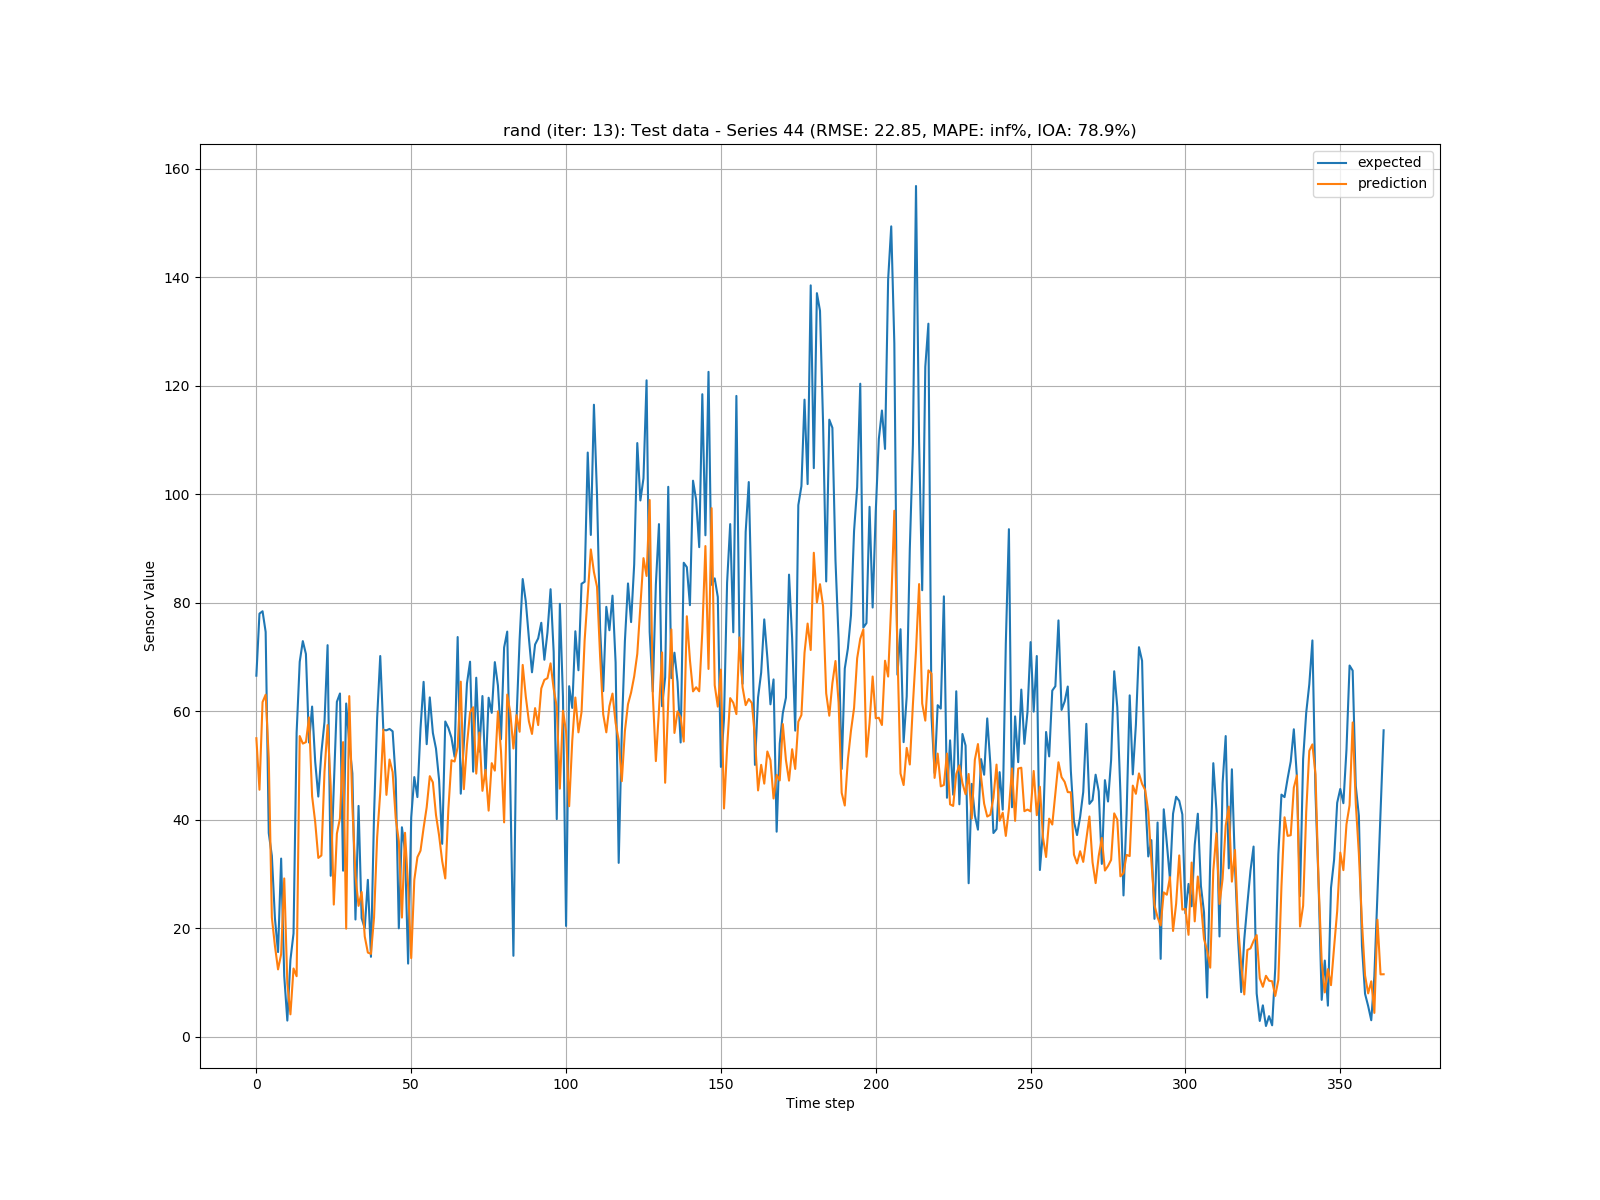 rand (iter: 13): Test data - Series 44 (RMSE: 22.85, MAPE: inf%, IOA: 78.9%)
expected
prediction
160
140
120
100
80
60
40
20
0
Sensor Value
0 50 100 150 200 250 300 350
Time step